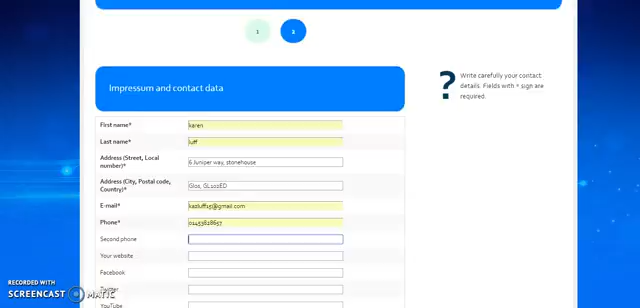 1 2
Impressum and contact data
Write carefully your contact
details. Fields with * sign are
required.
First name* karen
Last name* luff
Address (Street, Local
number)* 6 Juniper way, stonehouse
Address (City, Postal code,
Country)* Glos, GL102ED
E-mail* kazluff15@gmail.com
Phone* 01453828657
Second phone
Your website
Facebook:
Twitter:
YouTube
RECORDED WITH
SCREENCAST MATIC